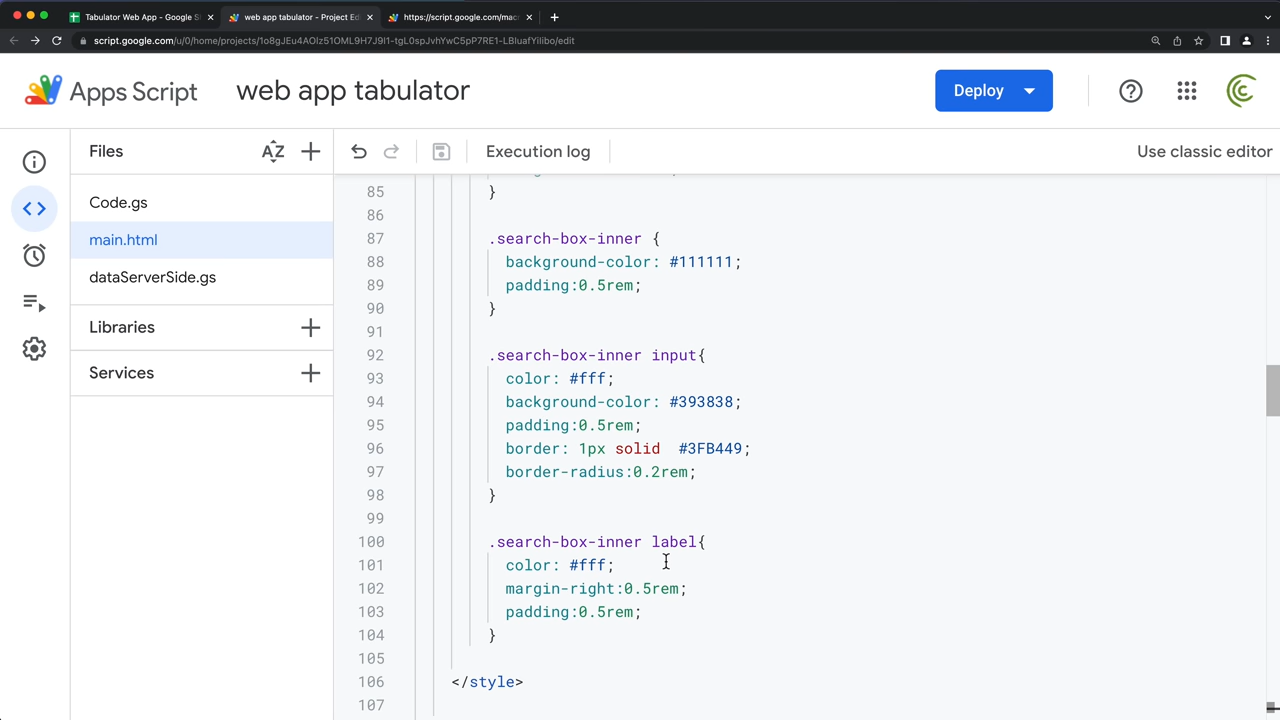 Tabulator Web App - Google S
web app tabulator - Project Ed
https://script.google.com/mac
script.google.com/u/0/home/projects/1o8gJEu4AOlz51OML9H7J9I1-tgL0spJvhYwC5pP7RE1-LBIuafYiIibo/edit
Apps Script
web app tabulator
Deploy
Files
Execution log
Use classic editor
Code.gs
main.html
dataServerSide.gs
Libraries
Services
85 }
86
87 .search-box-inner {
88 background-color: #111111;
89 padding:0.5rem;
90 }
91
92 .search-box-inner input{
93 color: #fff;
94 background-color: #393838;
95 padding:0.5rem;
96 border: 1px solid  #3FB449;
97 border-radius:0.2rem;
98 }
99
100 .search-box-inner label{
101 color: #fff;
102 margin-right:0.5rem;
103 padding:0.5rem;
104 }
105
106 </style>
107